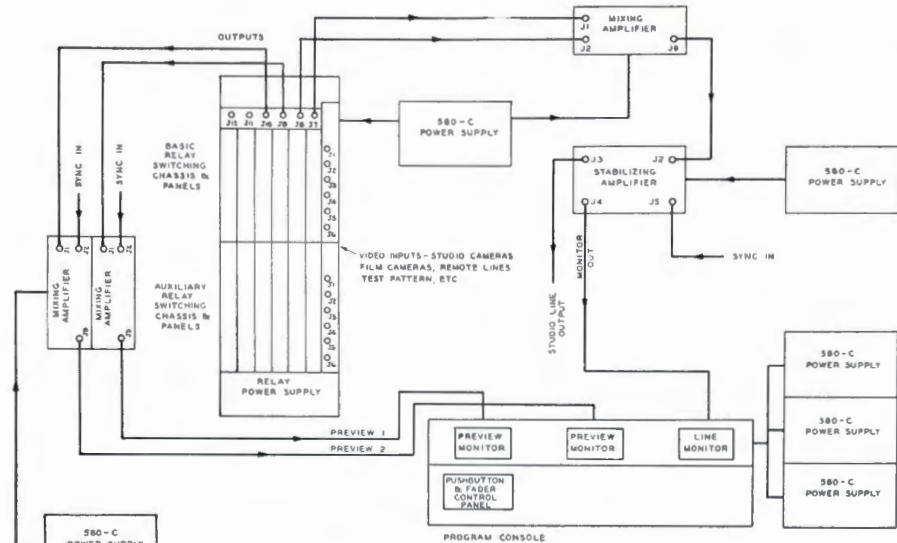 OUTPUTS
MIXING
AMPLIFIER
J1
J2
J9
580-C
POWER SUPPLY
BASIC
RELAY
SWITCHING
CHASSIS &
PANELS
J12 J11 J10 J9 J8 J7
J1
J2
J3
J4
J5
J6
SYNC IN
SYNC IN
J3
J2
STABILIZING
AMPLIFIER
J4
J5
580-C
POWER SUPPLY
MONITOR
OUT
SYNC IN
STUDIO LINE
OUTPUT
VIDEO INPUTS - STUDIO CAMERAS
FILM CAMERAS, REMOTE LINES
TEST PATTERN, ETC
J1 J2 J1 J2
MIXING
AMPLIFIER
MIXING
AMPLIFIER
J9
J9
AUXILIARY
RELAY
SWITCHING
CHASSIS &
PANELS
J1
J2
J3
J4
J5
J6
RELAY
POWER SUPPLY
580-C
POWER SUPPLY
580-C
POWER SUPPLY
580-C
POWER SUPPLY
PREVIEW 1
PREVIEW 2
PREVIEW
MONITOR
PREVIEW
MONITOR
LINE
MONITOR
PUSHBUTTON
& FADER
CONTROL
PANEL
PROGRAM CONSOLE
580-C
POWER SUPPLY